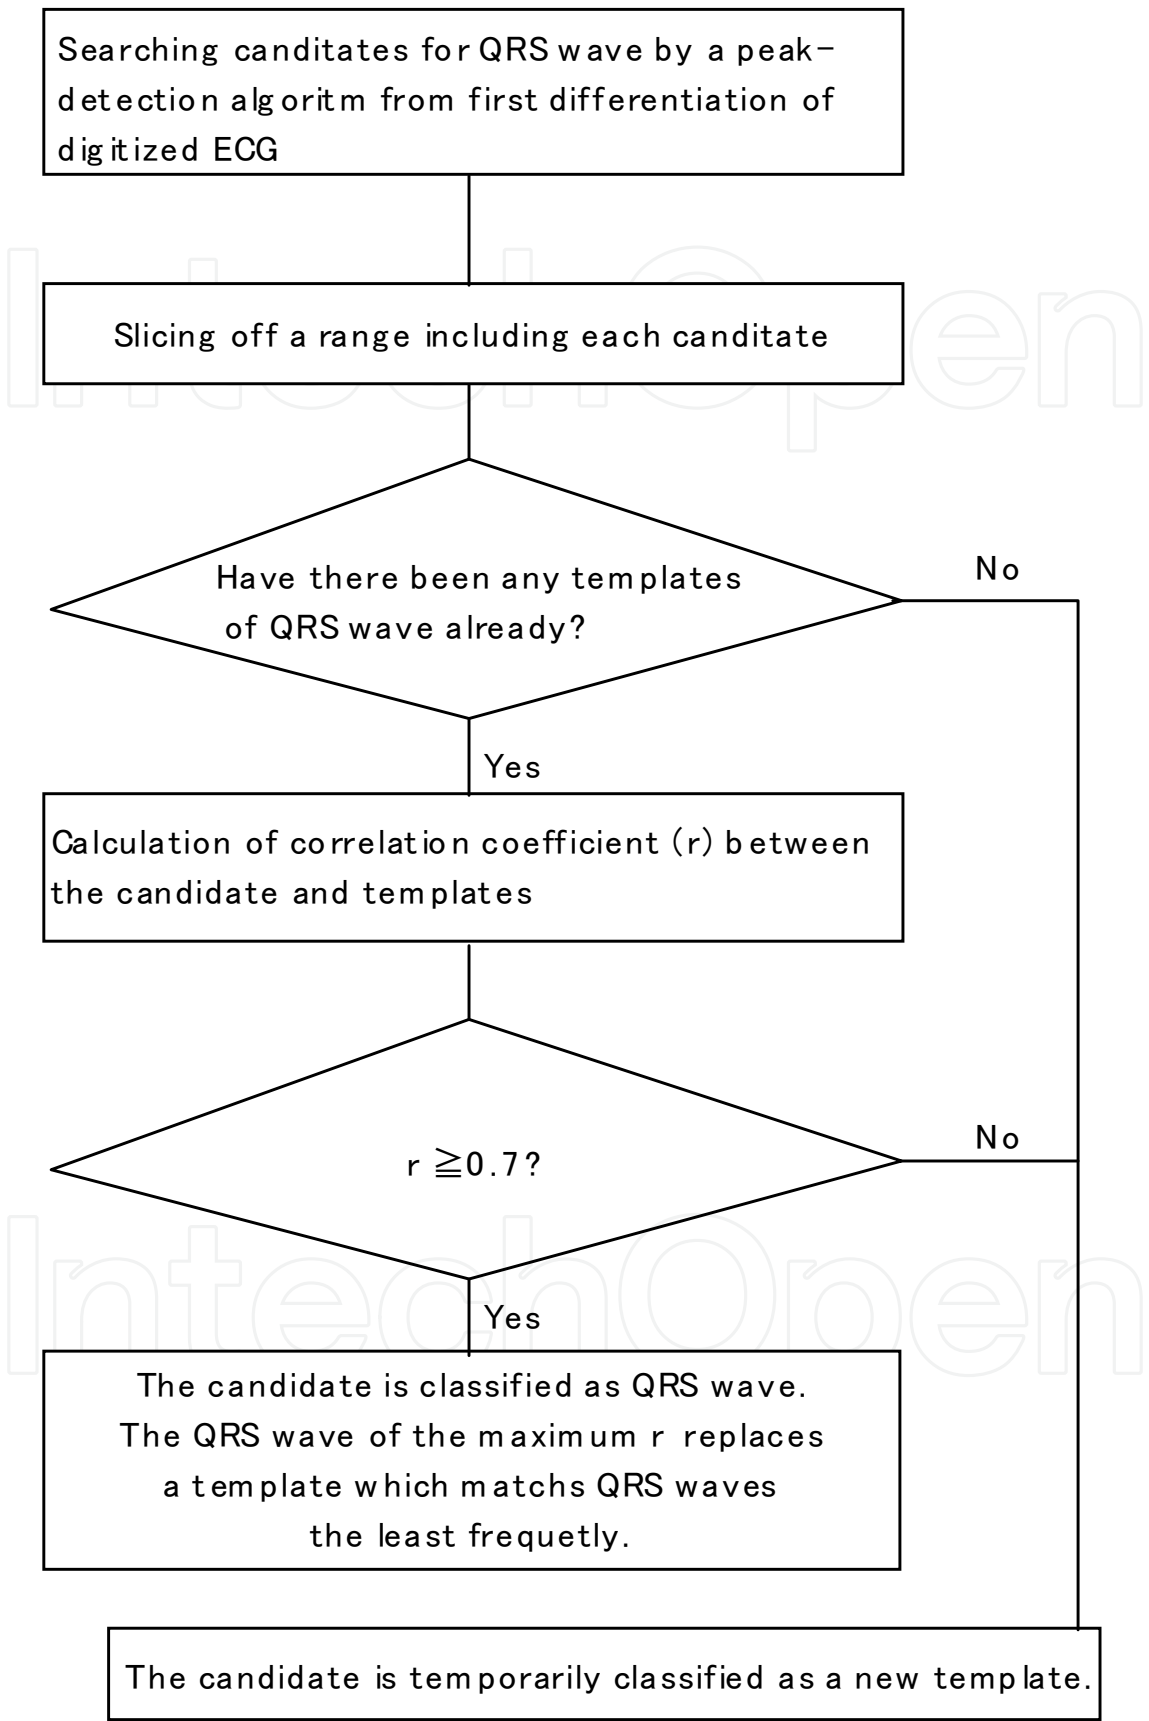 Searching canditates for QRS wave by a peak-
detection algoritm from first differentiation of
digitized ECG
Slicing off a range including each canditate
Have there been any templates
of QRS wave already?
No
Yes
Calculation of correlation coefficient (r) between
the candidate and templates
r ≧0.7?
No
Yes
The candidate is classified as QRS wave.
The QRS wave of the maximum r replaces
a template which matchs QRS waves
the least frequetly.
The candidate is temporarily classified as a new template.
IntechOpen
IntechOpen